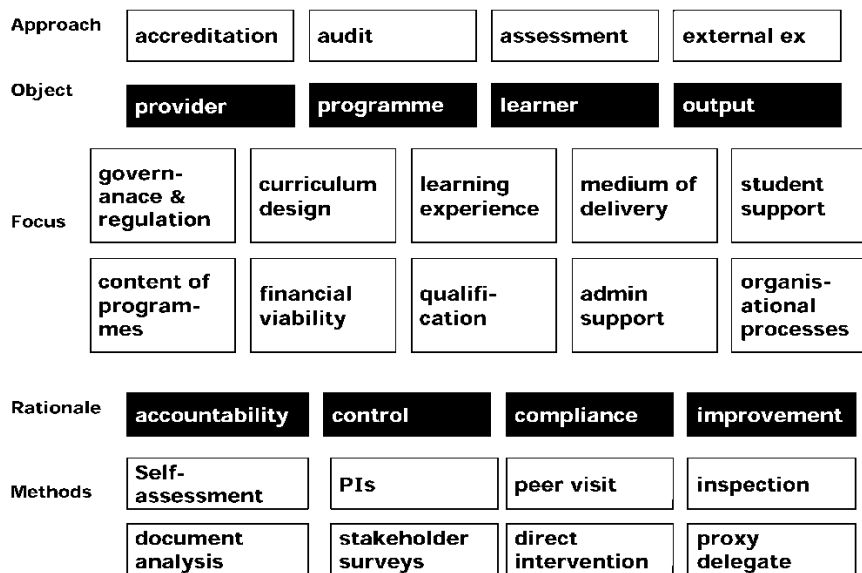 Approach
accreditation
audit
assessment
external ex
Object
provider
programme
learner
output
Focus
govern-
anace &
regulation
curriculum
design
learning
experience
medium of
delivery
student
support
content of
program-
mes
financial
viability
qualifi-
cation
admin
support
organis-
ational
processes
Rationale
accountability
control
compliance
improvement
Methods
Self-
assessment
PIs
peer visit
inspection
document
analysis
stakeholder
surveys
direct
intervention
proxy
delegate